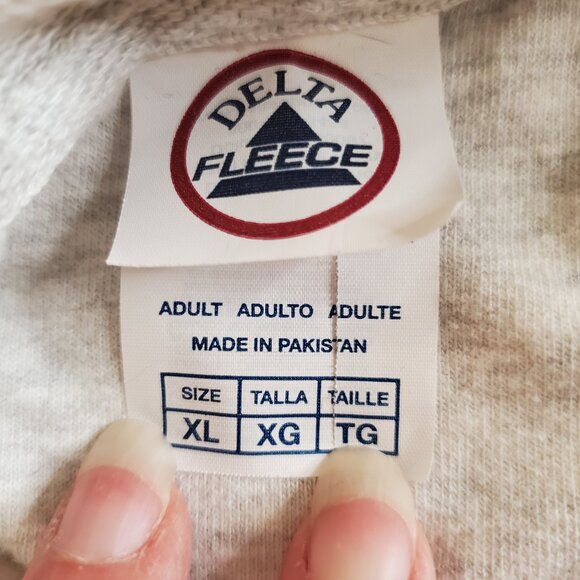 DELTA
FLEECE
ADULT ADULTO ADULTE
MADE IN PAKISTAN
SIZE TALLA TAILLE
XL XG TG